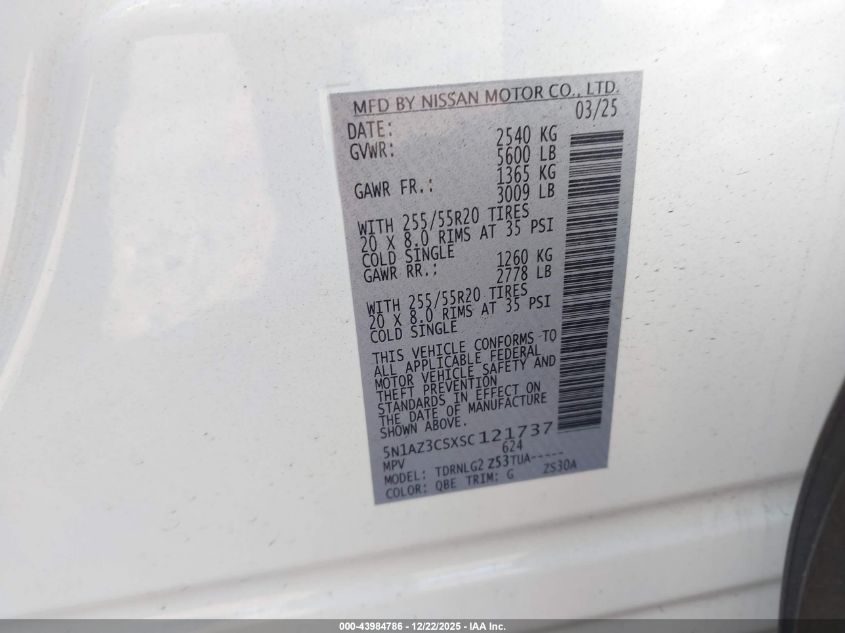 MFD BY NISSAN MOTOR CO., LTD.
DATE: 03/25
GVWR: 2540 KG
5600 LB
GAWR FR.: 1365 KG
3009 LB
WITH 255/55R20 TIRES
20 X 8.0 RIMS AT 35 PSI
COLD SINGLE
GAWR RR.: 1260 KG
2778 LB
WITH 255/55R20 TIRES
20 X 8.0 RIMS AT 35 PSI
COLD SINGLE
THIS VEHICLE CONFORMS TO
ALL APPLICABLE FEDERAL
MOTOR VEHICLE SAFETY AND
THEFT PREVENTION
STANDARDS IN EFFECT ON
THE DATE OF MANUFACTURE
SHOWN ABOVE.
5N1AZ3CSXSC121737
MPV 624
MODEL: TDRNLG2 Z53TUA-----
COLOR: QBE TRIM: G ZS30A
000-43984786 - 12/22/2025 - IAA Inc.